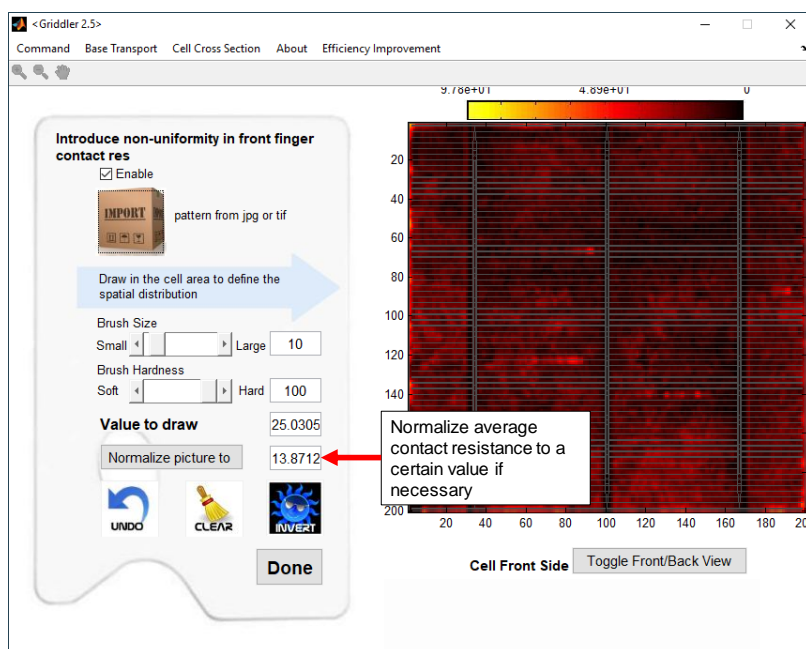 <Griddler 2.5>
Command Base Transport Cell Cross Section About Efficiency Improvement
9.78e+01 4.89e+01 0
Introduce non-uniformity in front finger
contact res
Enable
IMPORT
pattern from jpg or tif
Draw in the cell area to define the
spatial distribution
Brush Size
Small Large 10
Brush Hardness
Soft Hard 100
Value to draw 25.0305
Normalize picture to 13.8712
UNDO CLEAR INVERT
Done
Normalize average
contact resistance to a
certain value if
necessary
20
40
60
80
100
120
140
200
20 40 60 80 100 120 140 160 180
Cell Front Side Toggle Front/Back View